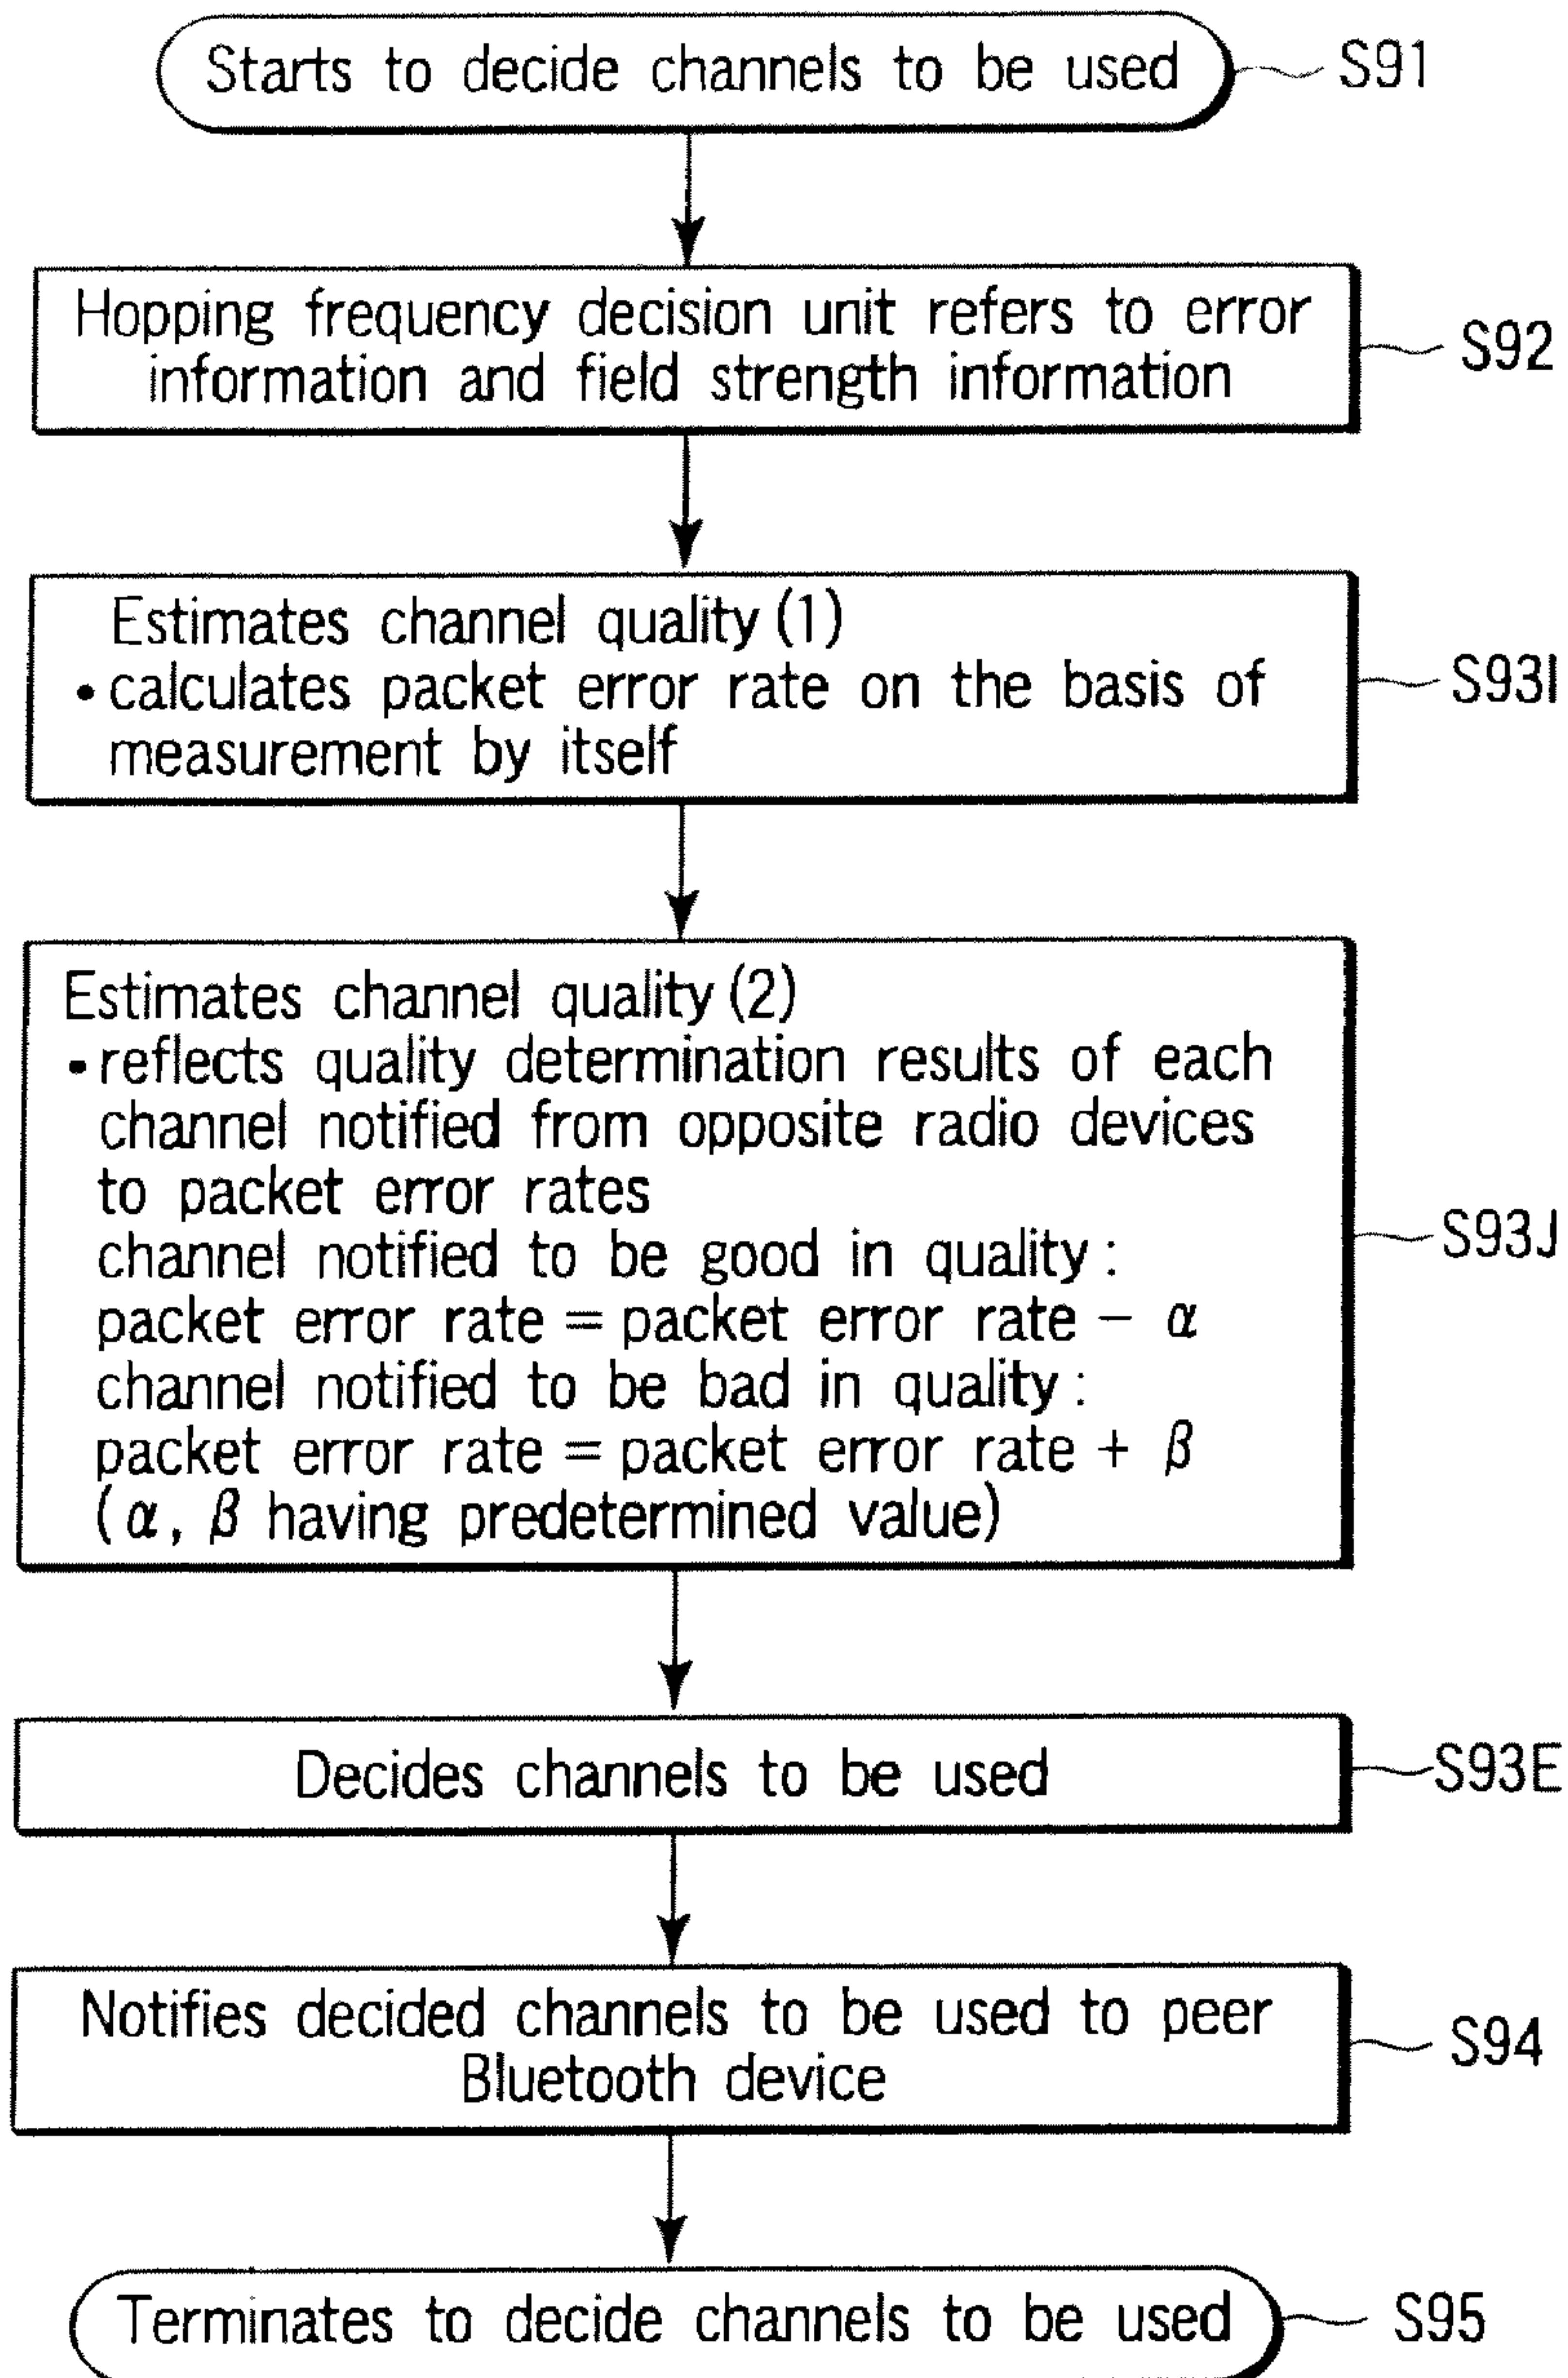 Starts to decide channels to be used
S91
Hopping frequency decision unit refers to error
information and field strength information
S92
Estimates channel quality (1)
• calculates packet error rate on the basis of
measurement by itself
S93I
Estimates channel quality (2)
• reflects quality determination results of each
channel notified from opposite radio devices
to packet error rates
channel notified to be good in quality :
packet error rate = packet error rate − α
channel notified to be bad in quality :
packet error rate = packet error rate + β
( α , β having predetermined value)
S93J
Decides channels to be used
S93E
Notifies decided channels to be used to peer
Bluetooth device
S94
Terminates to decide channels to be used
S95